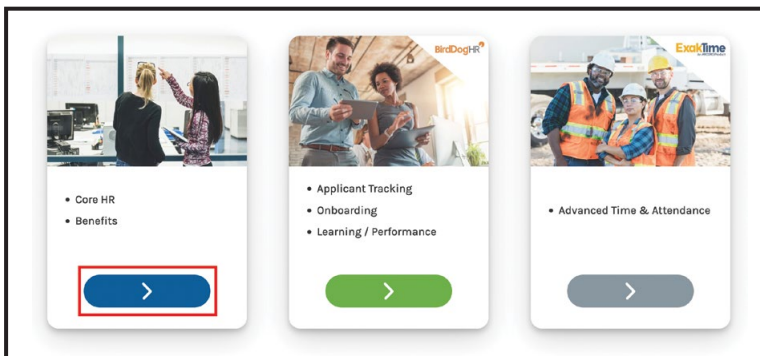 BirdDogHR
ExakTime
• Core HR
• Benefits
• Applicant Tracking
• Onboarding
• Learning / Performance
• Advanced Time & Attendance